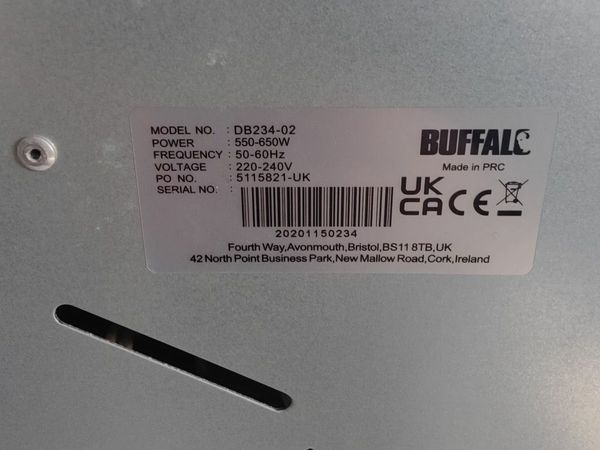 MODEL NO. : DB234-02
POWER : 550-650W
FREQUENCY : 50-60Hz
VOLTAGE : 220-240V
PO NO. : 5115821-UK
SERIAL NO. :
20201150234
BUFFALO
Made in PRC
UK
CA CE
Fourth Way,Avonmouth,Bristol,BS11 8TB,UK
42 North Point Business Park,New Mallow Road,Cork,Ireland